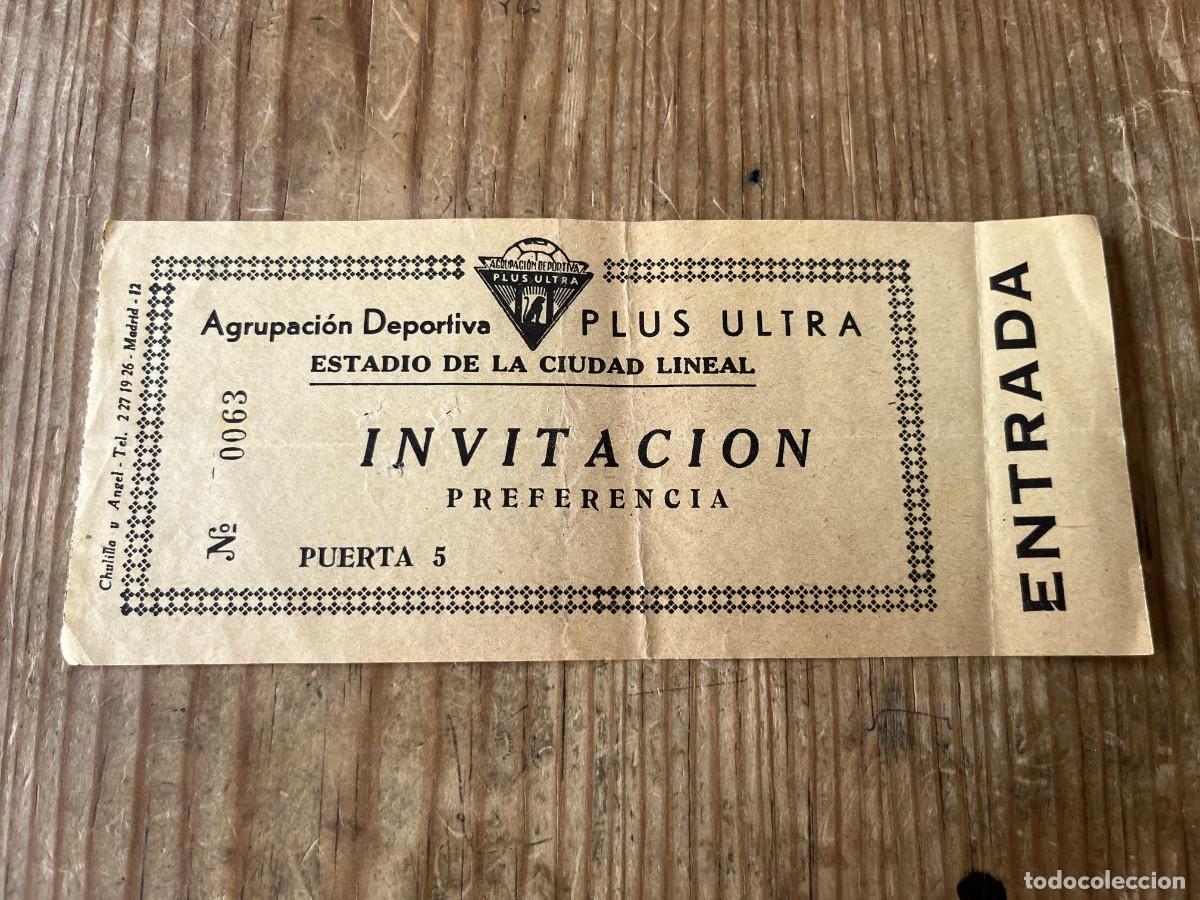 AGRUPACIÓN DEPORTIVA
PLUS ULTRA
Agrupación Deportiva PLUS ULTRA
ESTADIO DE LA CIUDAD LINEAL
INVITACION
PREFERENCIA
Nº 0063
PUERTA 5
Chulilla y Angel - Tel. 2 27 19 26 - Madrid - 12
ENTRADA
todocoleccion